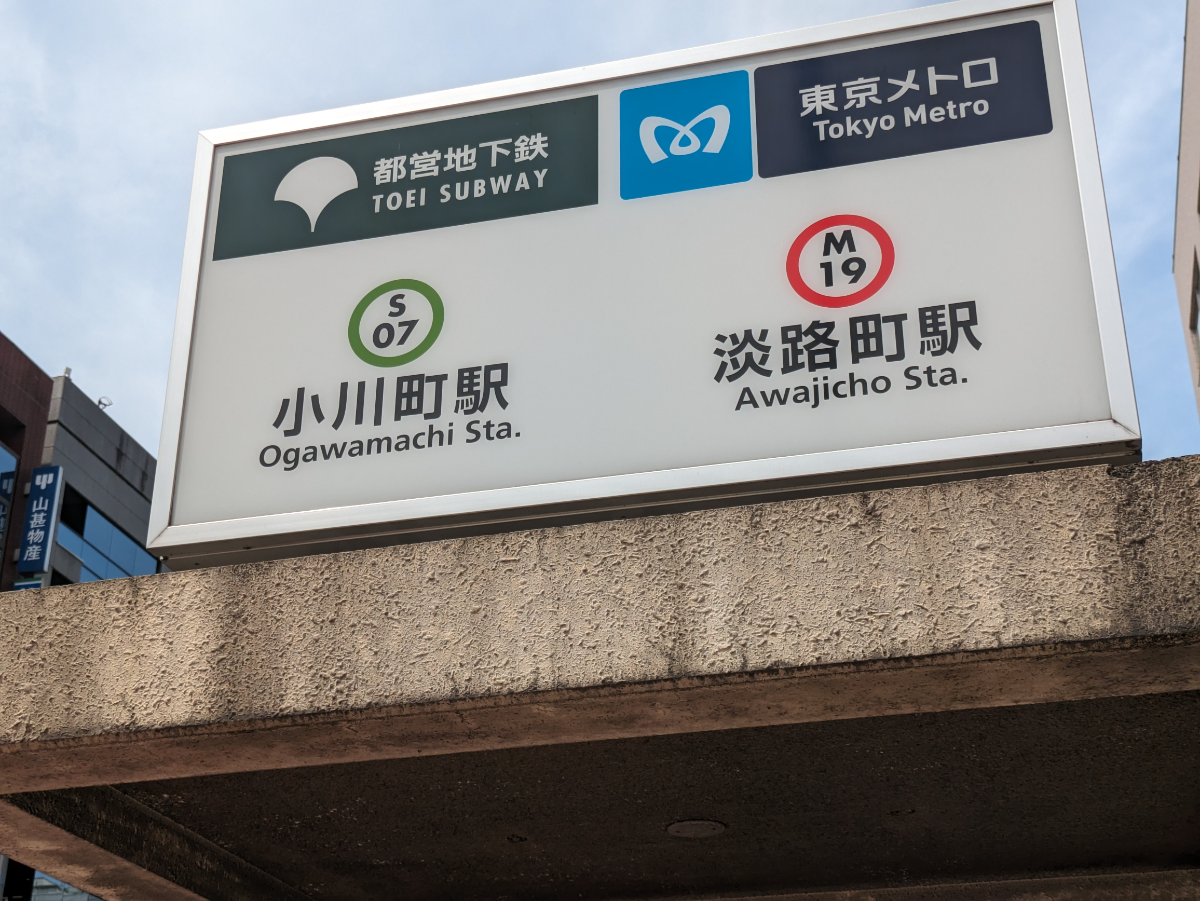 都営地下鉄
TOEI SUBWAY
東京メトロ
Tokyo Metro
S
07
小川町駅
Ogawamachi Sta.
M
19
淡路町駅
Awajicho Sta.
山甚物産